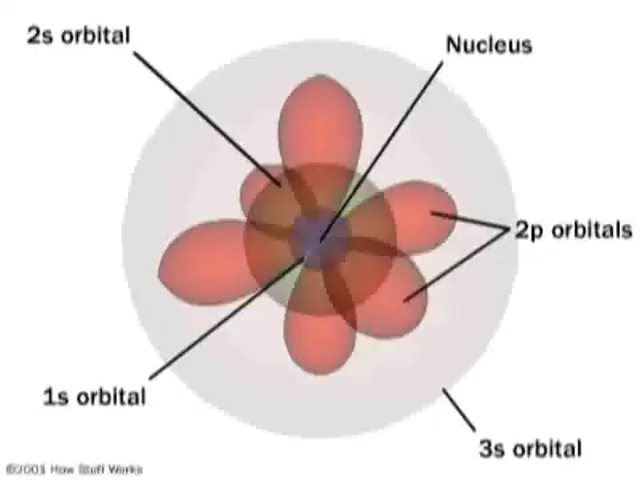 2s orbital
Nucleus
2p orbitals
1s orbital
3s orbital
©2001 How Stuff Works